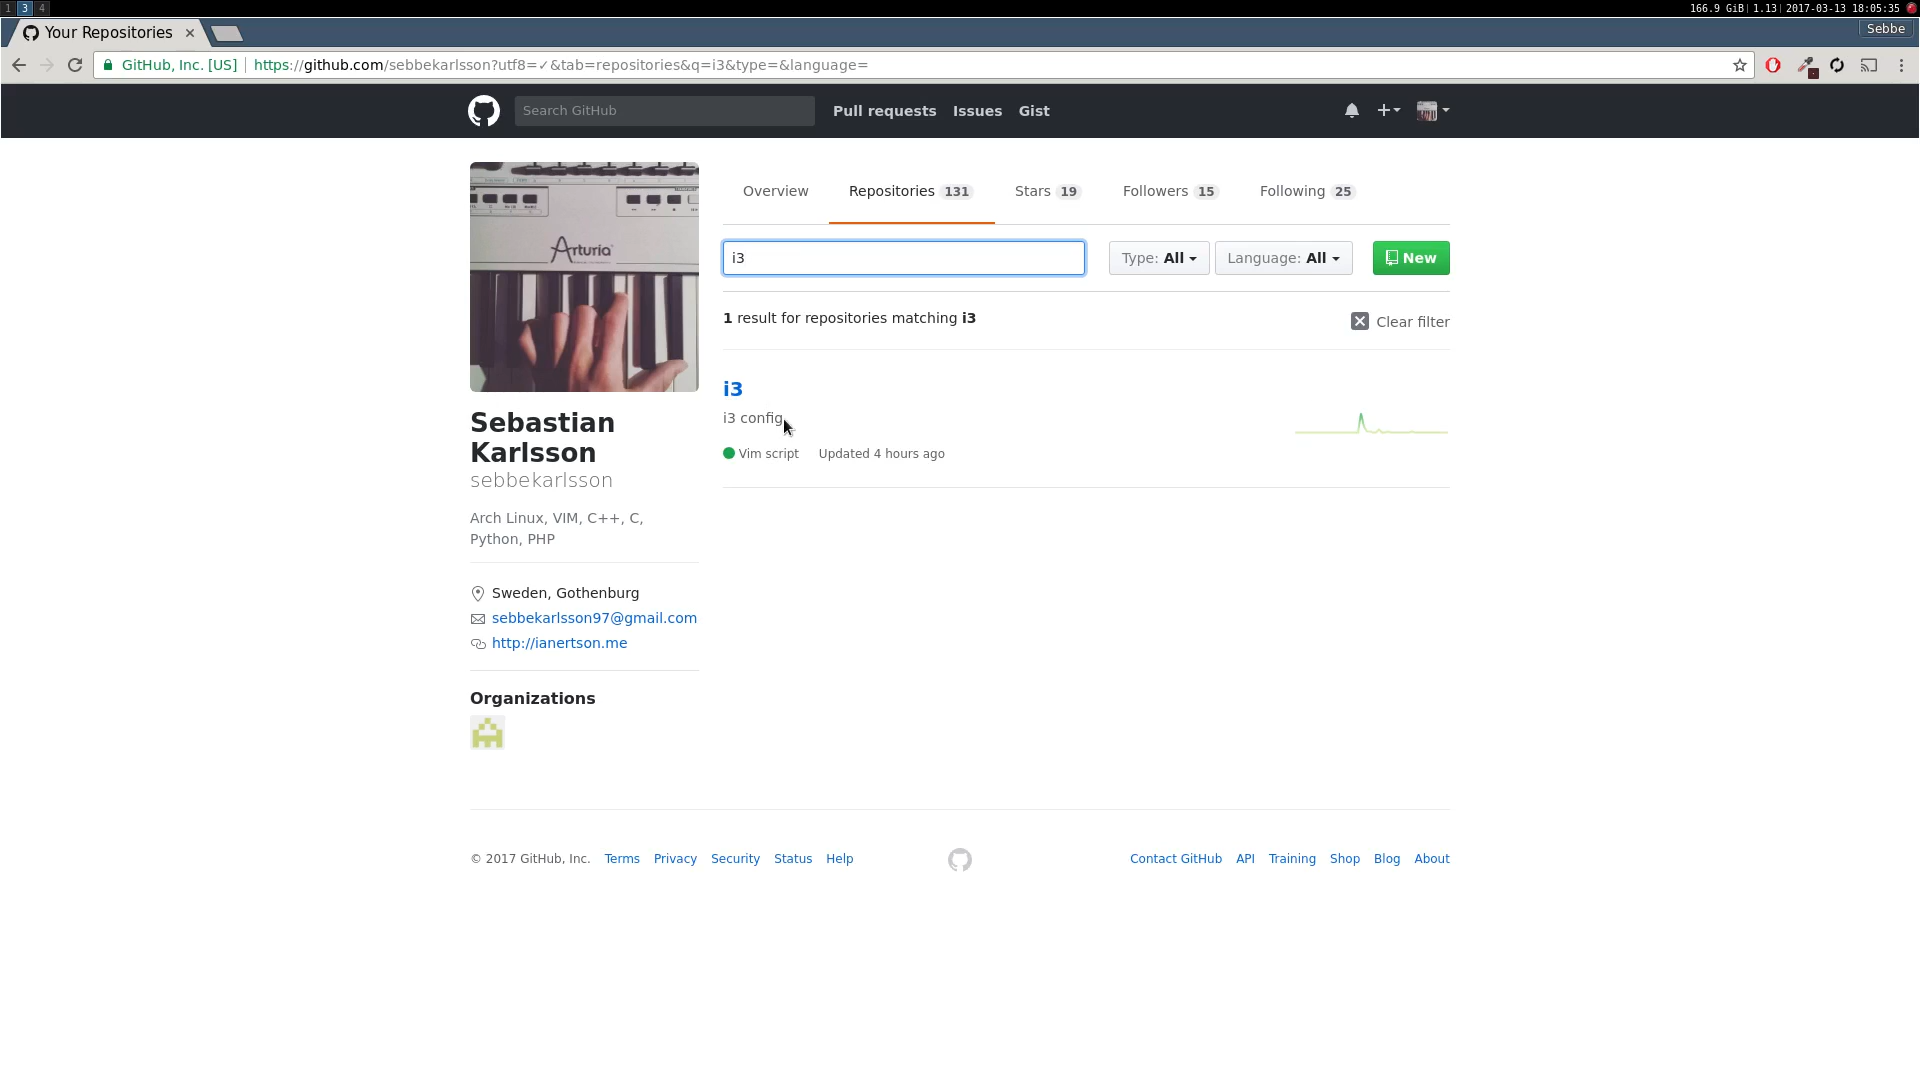 1 3 4
166.9 GiB| 1.13| 2017-03-13 18:05:35
Your Repositories
Sebbe
GitHub, Inc. [US] https://github.com/sebbekarlsson?utf8=✓&tab=repositories&q=i3&type=&language=
Search GitHub
Pull requests Issues Gist
Arturia
Overview Repositories 131 Stars 19 Followers 15 Following 25
i3
Type: All Language: All New
1 result for repositories matching i3
Clear filter
i3
i3 config
Vim script Updated 4 hours ago
Sebastian
Karlsson
sebbekarlsson
Arch Linux, VIM, C++, C,
Python, PHP
Sweden, Gothenburg
sebbekarlsson97@gmail.com
http://ianertson.me
Organizations
© 2017 GitHub, Inc. Terms Privacy Security Status Help
Contact GitHub API Training Shop Blog About